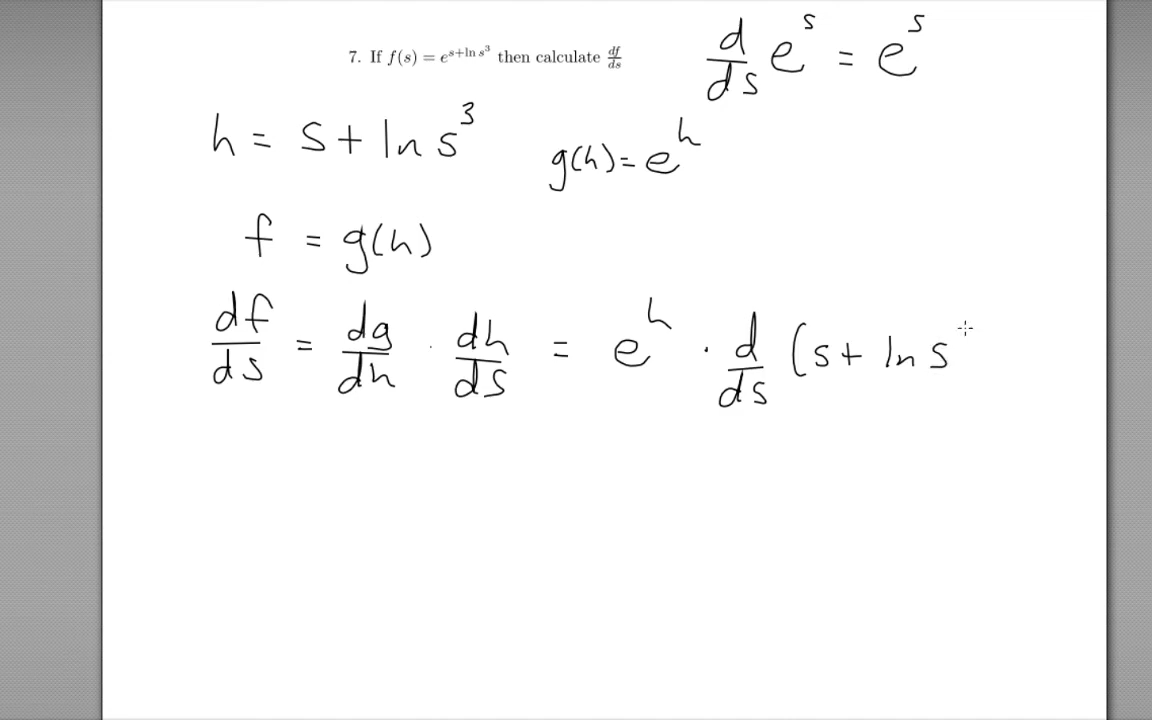 7. If f(s) = e^{s+ln s^3} then calculate df/ds
d/ds e^s = e^s
h = s + ln s^3
g(h) = e^h
f = g(h)
df/ds = dg/dh · dh/ds = e^h · d/ds (s + ln s